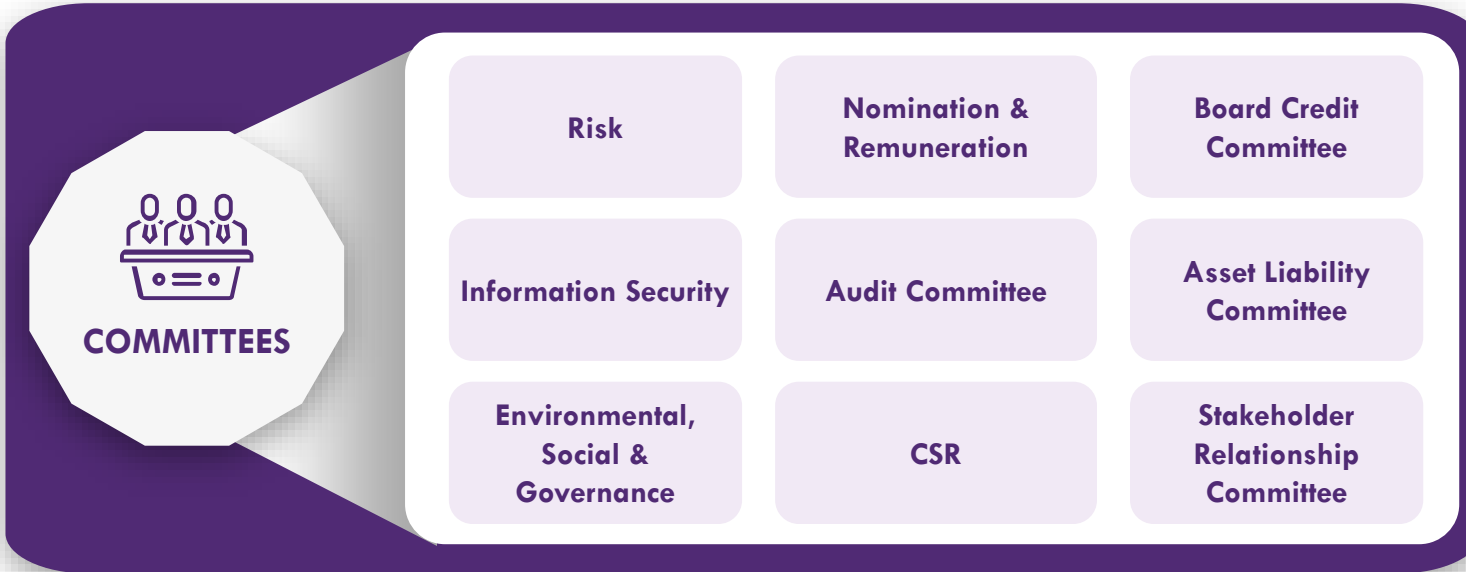 COMMITTEES
Risk
Nomination &
Remuneration
Board Credit
Committee
Information Security
Audit Committee
Asset Liability
Committee
Environmental,
Social &
Governance
CSR
Stakeholder
Relationship
Committee